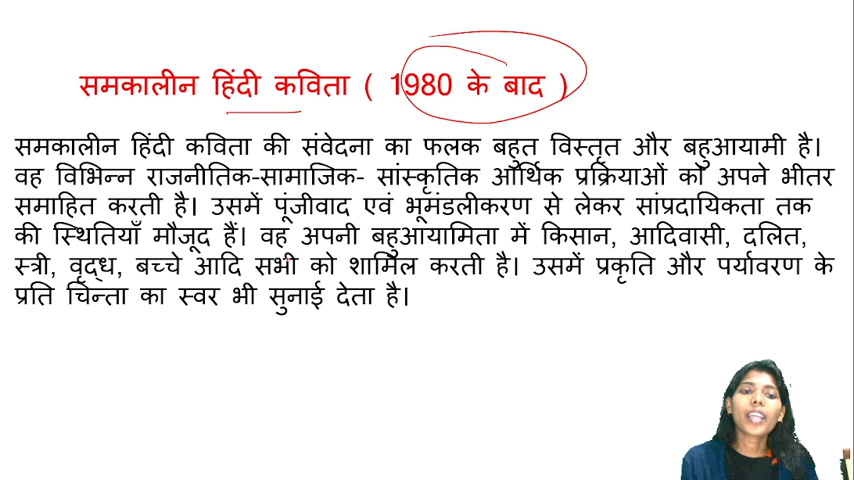 समकालीन हिंदी कविता ( 1980 के बाद )
समकालीन हिंदी कविता की संवेदना का फलक बहुत विस्तृत और बहुआयामी है।
वह विभिन्न राजनीतिक-सामाजिक- सांस्कृतिक आर्थिक प्रक्रियाओं को अपने भीतर
समाहित करती है। उसमें पूंजीवाद एवं भूमंडलीकरण से लेकर सांप्रदायिकता तक
की स्थितियाँ मौजूद हैं। वह अपनी बहुआयामिता में किसान, आदिवासी, दलित,
स्त्री, वृद्ध, बच्चे आदि सभी को शामिल करती है। उसमें प्रकृति और पर्यावरण के
प्रति चिन्ता का स्वर भी सुनाई देता है।